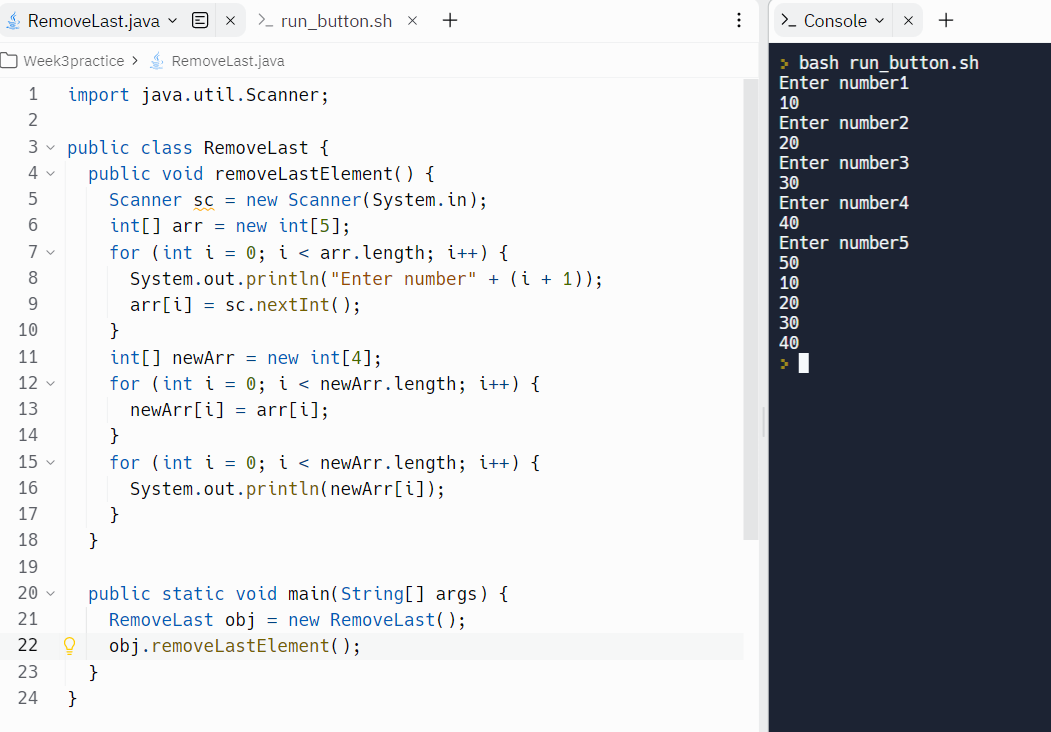 RemoveLast.java
run_button.sh
Week3practice > RemoveLast.java
1 import java.util.Scanner;
2
3 public class RemoveLast {
4 public void removeLastElement() {
5 Scanner sc = new Scanner(System.in);
6 int[] arr = new int[5];
7 for (int i = 0; i < arr.length; i++) {
8 System.out.println("Enter number" + (i + 1));
9 arr[i] = sc.nextInt();
10 }
11 int[] newArr = new int[4];
12 for (int i = 0; i < newArr.length; i++) {
13 newArr[i] = arr[i];
14 }
15 for (int i = 0; i < newArr.length; i++) {
16 System.out.println(newArr[i]);
17 }
18 }
19
20 public static void main(String[] args) {
21 RemoveLast obj = new RemoveLast();
22 obj.removeLastElement();
23 }
24 }
Console
> bash run_button.sh
Enter number1
10
Enter number2
20
Enter number3
30
Enter number4
40
Enter number5
50
10
20
30
40
>